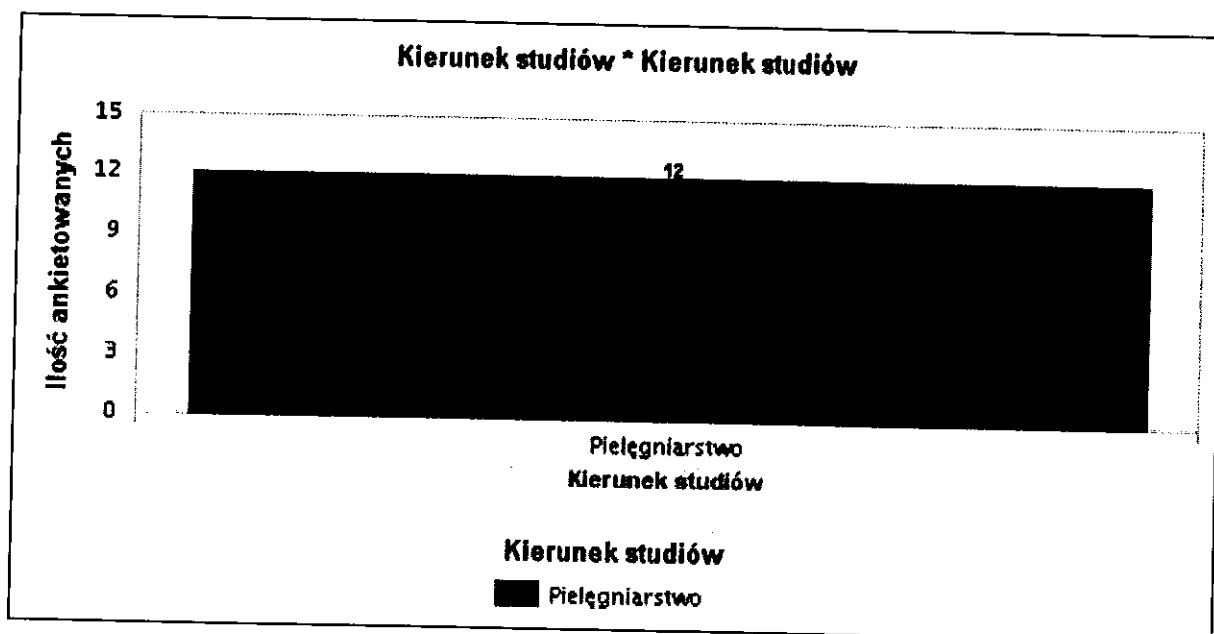 Kierunek studiów * Kierunek studiów
Ilość ankietowanych
15
12
9
6
3
0
12
Pielęgniarstwo
Kierunek studiów
Kierunek studiów
Pielęgniarstwo